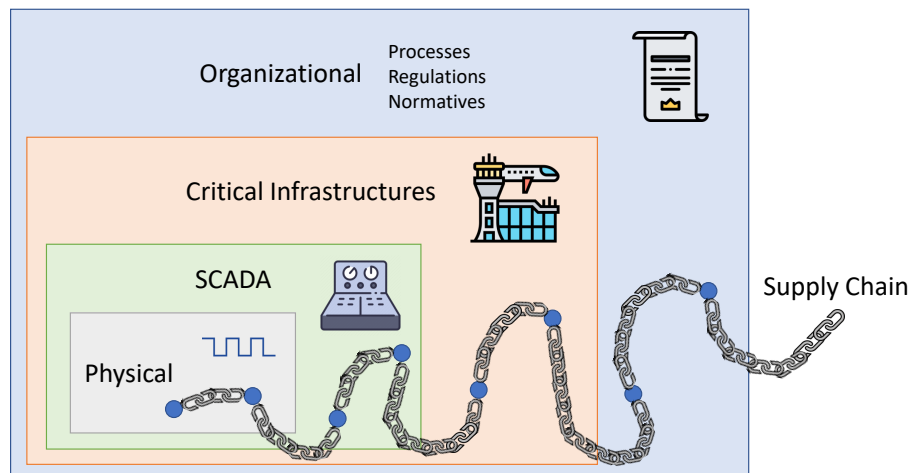 Organizational
Processes
Regulations
Normatives
Critical Infrastructures
SCADA
Supply Chain
Physical